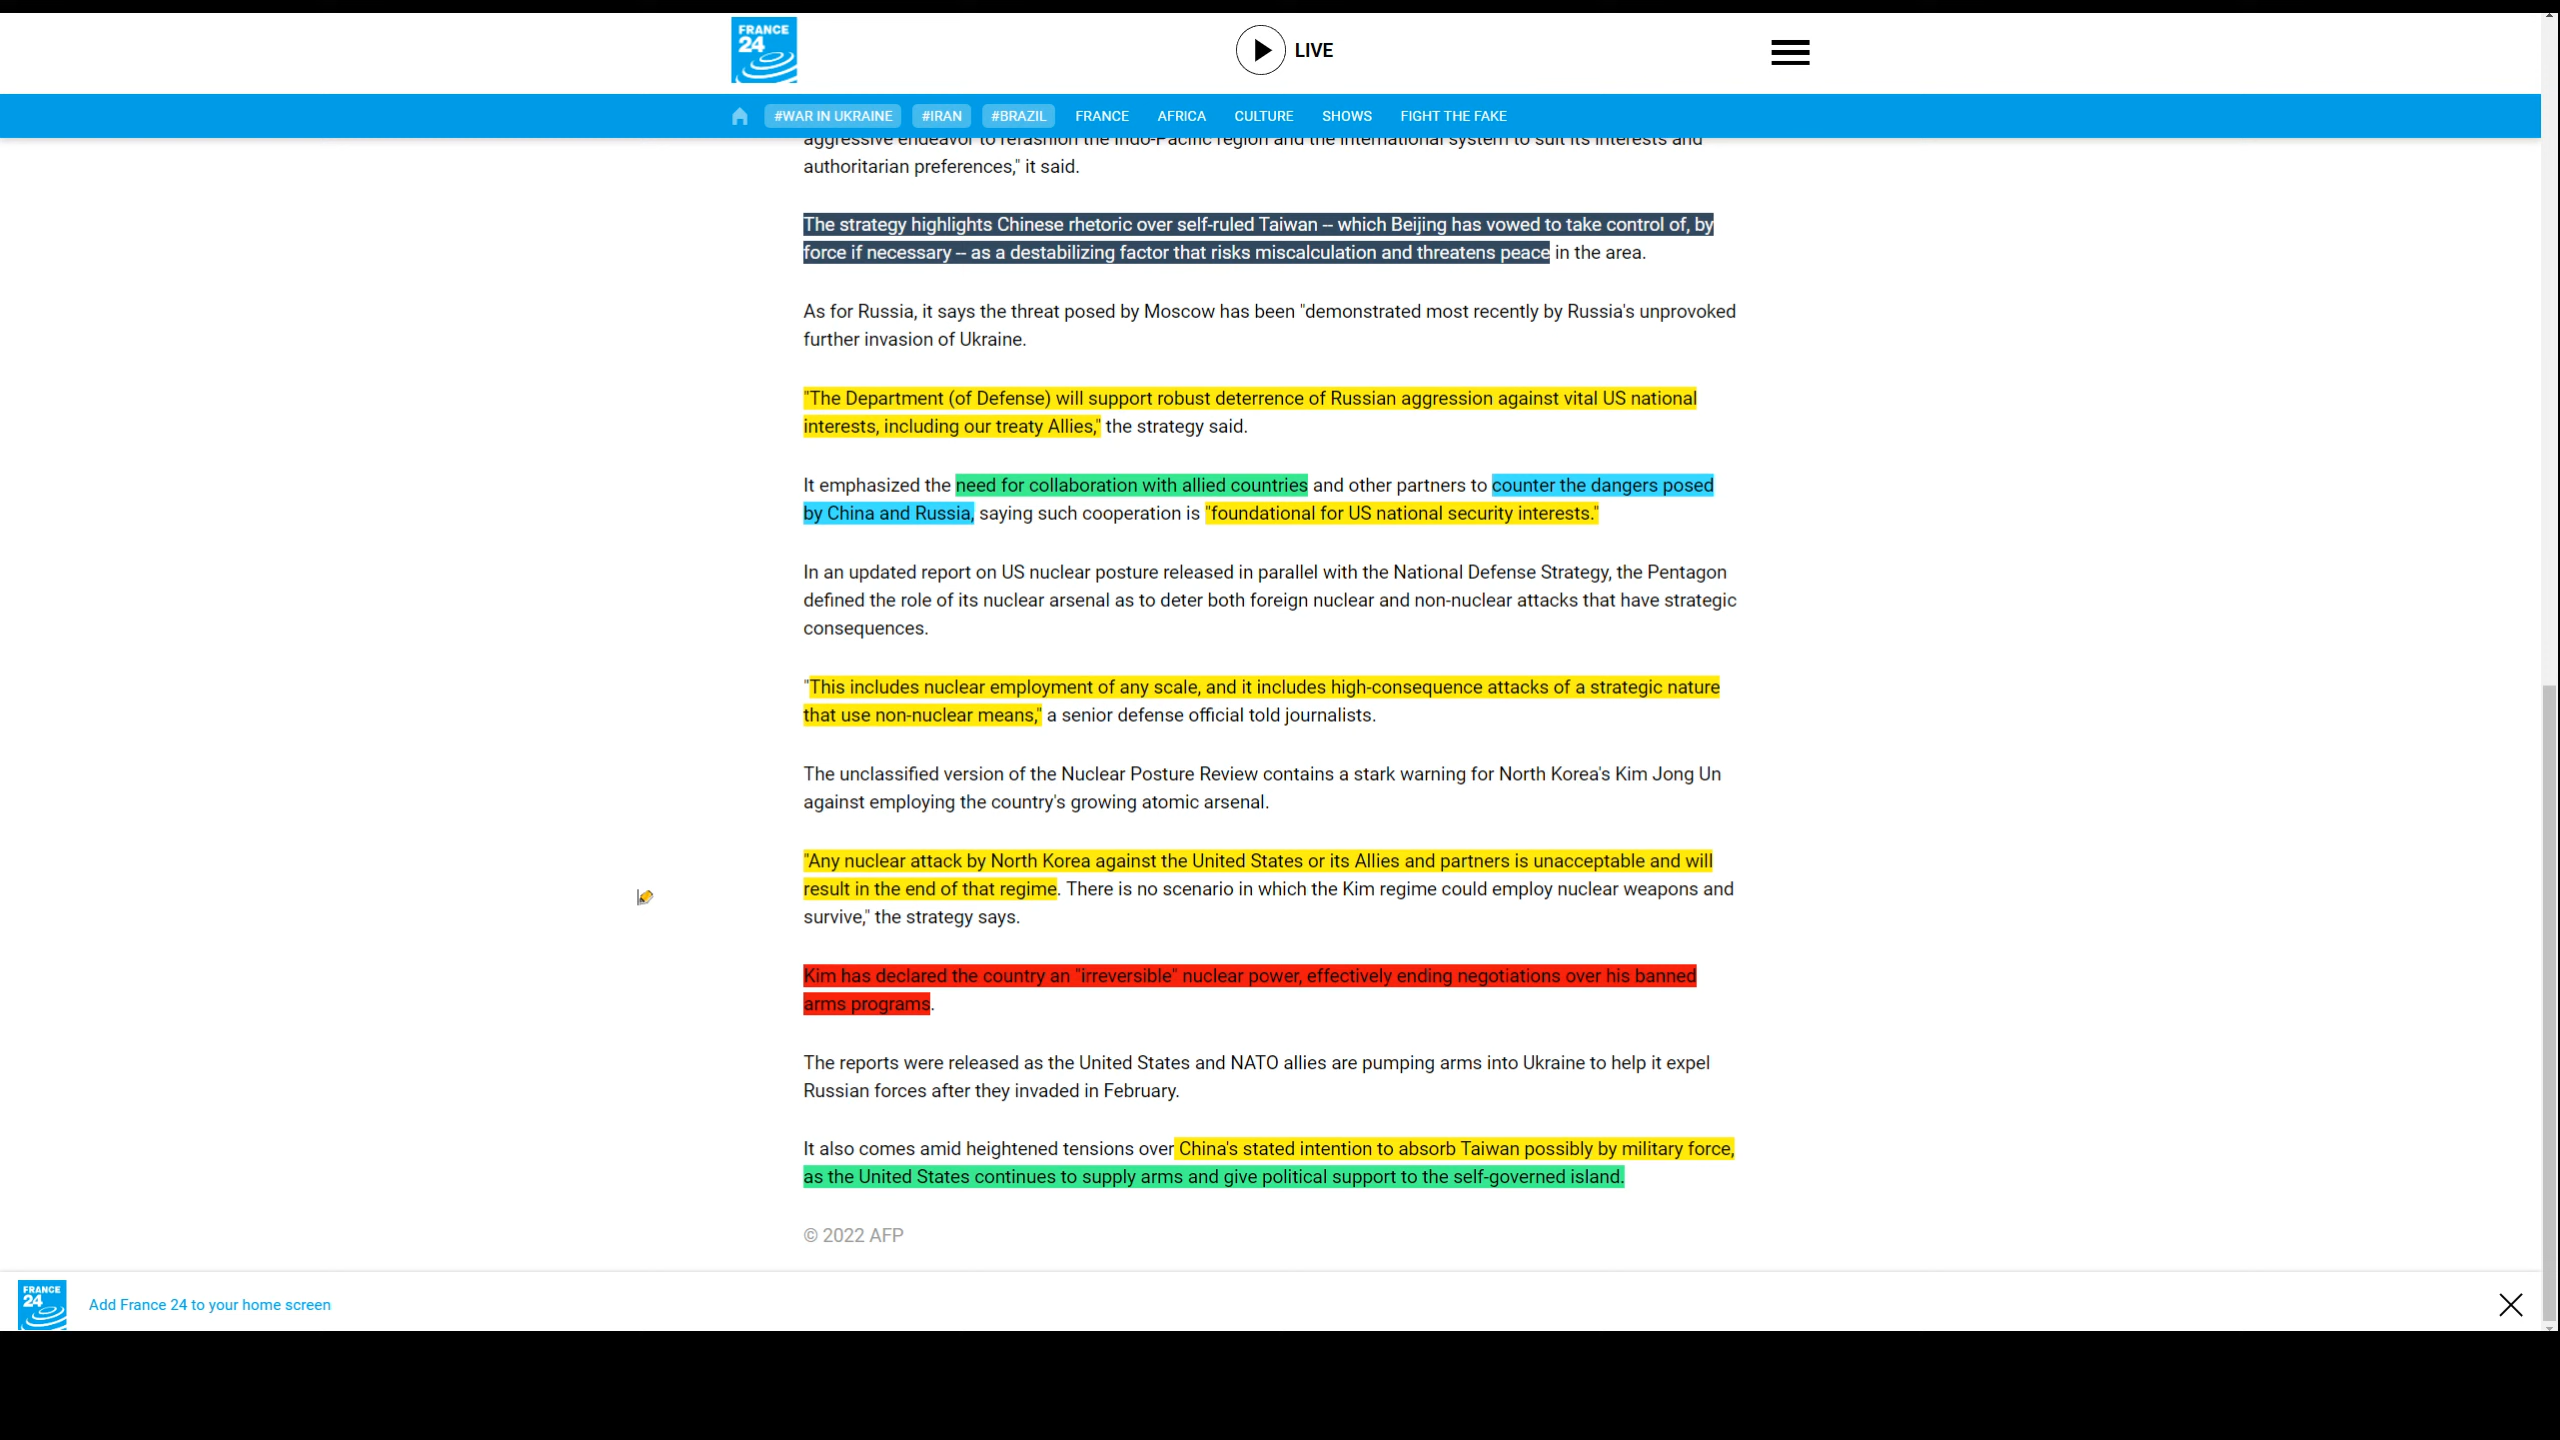 FRANCE
24
LIVE
#WAR IN UKRAINE #IRAN #BRAZIL FRANCE AFRICA CULTURE SHOWS FIGHT THE FAKE
aggressive endeavor to refashion the Indo-Pacific region and the international system to suit its interests and
authoritarian preferences," it said.
The strategy highlights Chinese rhetoric over self-ruled Taiwan -- which Beijing has vowed to take control of, by
force if necessary -- as a destabilizing factor that risks miscalculation and threatens peace in the area.
As for Russia, it says the threat posed by Moscow has been "demonstrated most recently by Russia's unprovoked
further invasion of Ukraine.
"The Department (of Defense) will support robust deterrence of Russian aggression against vital US national
interests, including our treaty Allies," the strategy said.
It emphasized the need for collaboration with allied countries and other partners to counter the dangers posed
by China and Russia, saying such cooperation is "foundational for US national security interests."
In an updated report on US nuclear posture released in parallel with the National Defense Strategy, the Pentagon
defined the role of its nuclear arsenal as to deter both foreign nuclear and non-nuclear attacks that have strategic
consequences.
"This includes nuclear employment of any scale, and it includes high-consequence attacks of a strategic nature
that use non-nuclear means," a senior defense official told journalists.
The unclassified version of the Nuclear Posture Review contains a stark warning for North Korea's Kim Jong Un
against employing the country's growing atomic arsenal.
"Any nuclear attack by North Korea against the United States or its Allies and partners is unacceptable and will
result in the end of that regime. There is no scenario in which the Kim regime could employ nuclear weapons and
survive," the strategy says.
Kim has declared the country an "irreversible" nuclear power, effectively ending negotiations over his banned
arms programs.
The reports were released as the United States and NATO allies are pumping arms into Ukraine to help it expel
Russian forces after they invaded in February.
It also comes amid heightened tensions over China's stated intention to absorb Taiwan possibly by military force,
as the United States continues to supply arms and give political support to the self-governed island.
© 2022 AFP
FRANCE
24
Add France 24 to your home screen